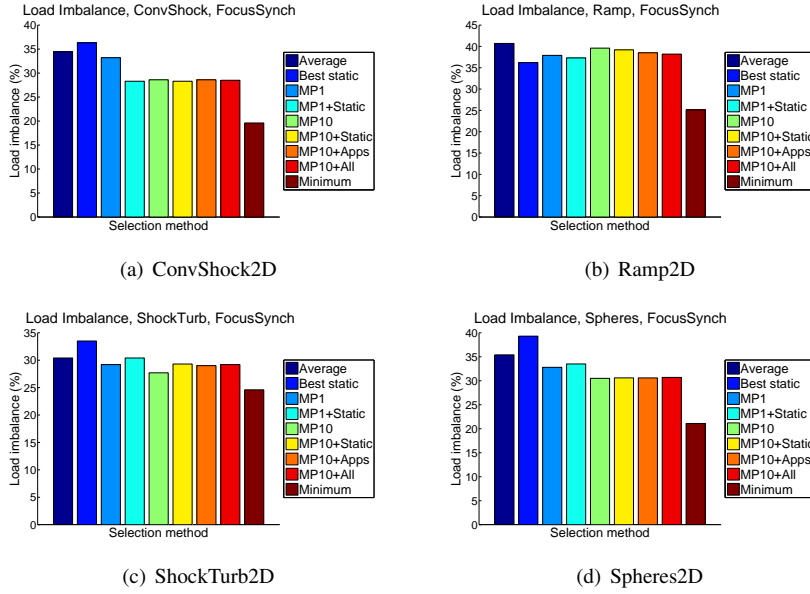 Load Imbalance, ConvShock, FocusSynch
40
35
30
25
20
15
10
5
0
Load imbalance (%)
Selection method
Average
Best static
MP1
MP1+Static
MP10
MP10+Static
MP10+Apps
MP10+All
Minimum
(a) ConvShock2D
Load Imbalance, Ramp, FocusSynch
45
40
35
30
25
20
15
10
5
0
Load imbalance (%)
Selection method
Average
Best static
MP1
MP1+Static
MP10
MP10+Static
MP10+Apps
MP10+All
Minimum
(b) Ramp2D
Load Imbalance, ShockTurb, FocusSynch
35
30
25
20
15
10
5
0
Load imbalance (%)
Selection method
Average
Best static
MP1
MP1+Static
MP10
MP10+Static
MP10+Apps
MP10+All
Minimum
(c) ShockTurb2D
Load Imbalance, Spheres, FocusSynch
40
35
30
25
20
15
10
5
0
Load imbalance (%)
Selection method
Average
Best static
MP1
MP1+Static
MP10
MP10+Static
MP10+Apps
MP10+All
Minimum
(d) Spheres2D